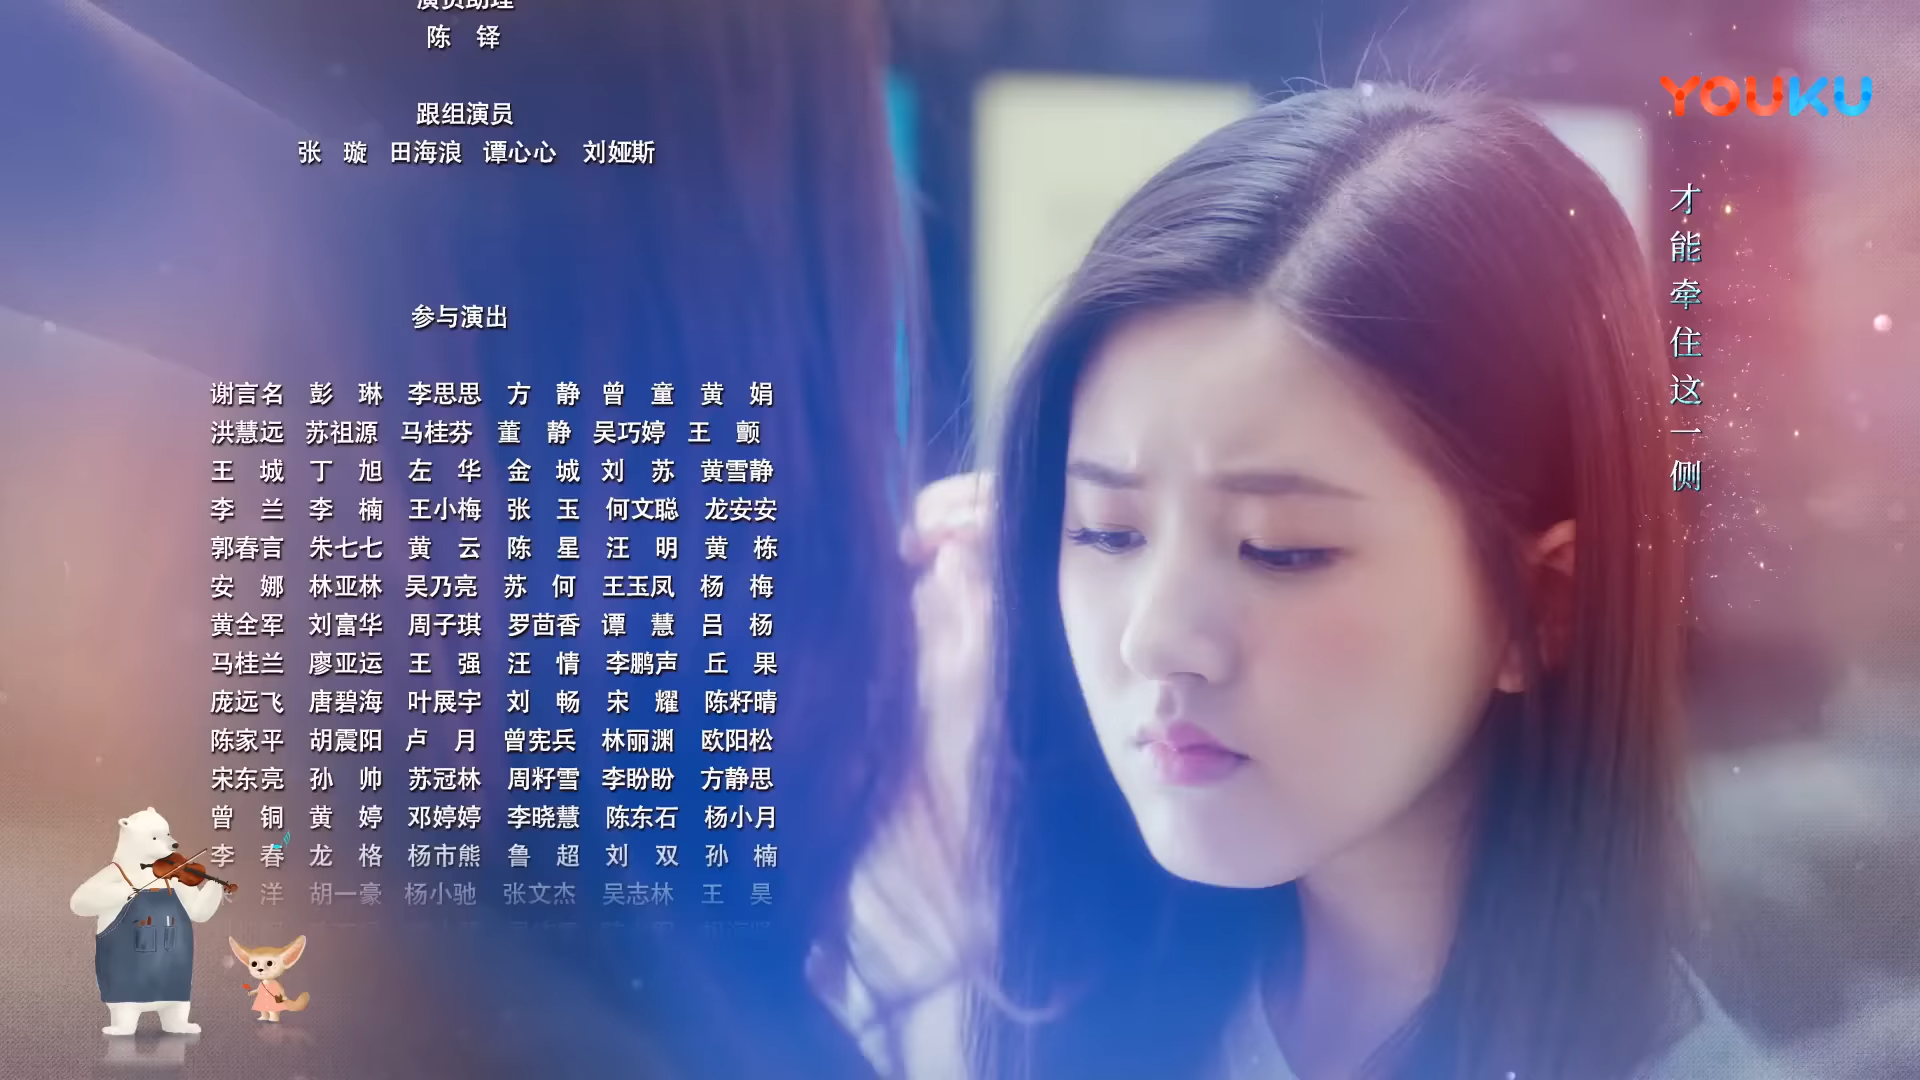 演员助理
陈 铎
跟组演员
张 璇 田海浪 谭心心 刘娅斯
参与演出
谢言名 彭 琳 李思思 方 静 曾 童 黄 娟
洪慧远 苏祖源 马桂芬 董 静 吴巧婷 王 颤
王 城 丁 旭 左 华 金 城 刘 苏 黄雪静
李 兰 李 楠 王小梅 张 玉 何文聪 龙安安
郭春言 朱七七 黄 云 陈 星 汪 明 黄 栋
安 娜 林亚林 吴乃亮 苏 何 王玉凤 杨 梅
黄全军 刘富华 周子琪 罗茴香 谭 慧 吕 杨
马桂兰 廖亚运 王 强 汪 情 李鹏声 丘 果
庞远飞 唐碧海 叶展宇 刘 畅 宋 耀 陈籽晴
陈家平 胡震阳 卢 月 曾宪兵 林丽渊 欧阳松
宋东亮 孙 帅 苏冠林 周籽雪 李盼盼 方静思
曾 铜 黄 婷 邓婷婷 李晓慧 陈东石 杨小月
李 春 龙 格 杨市熊 鲁 超 刘 双 孙 楠
洋 胡一豪 杨小驰 张文杰 吴志林 王 昊
YOUKU
才能牵住这一侧